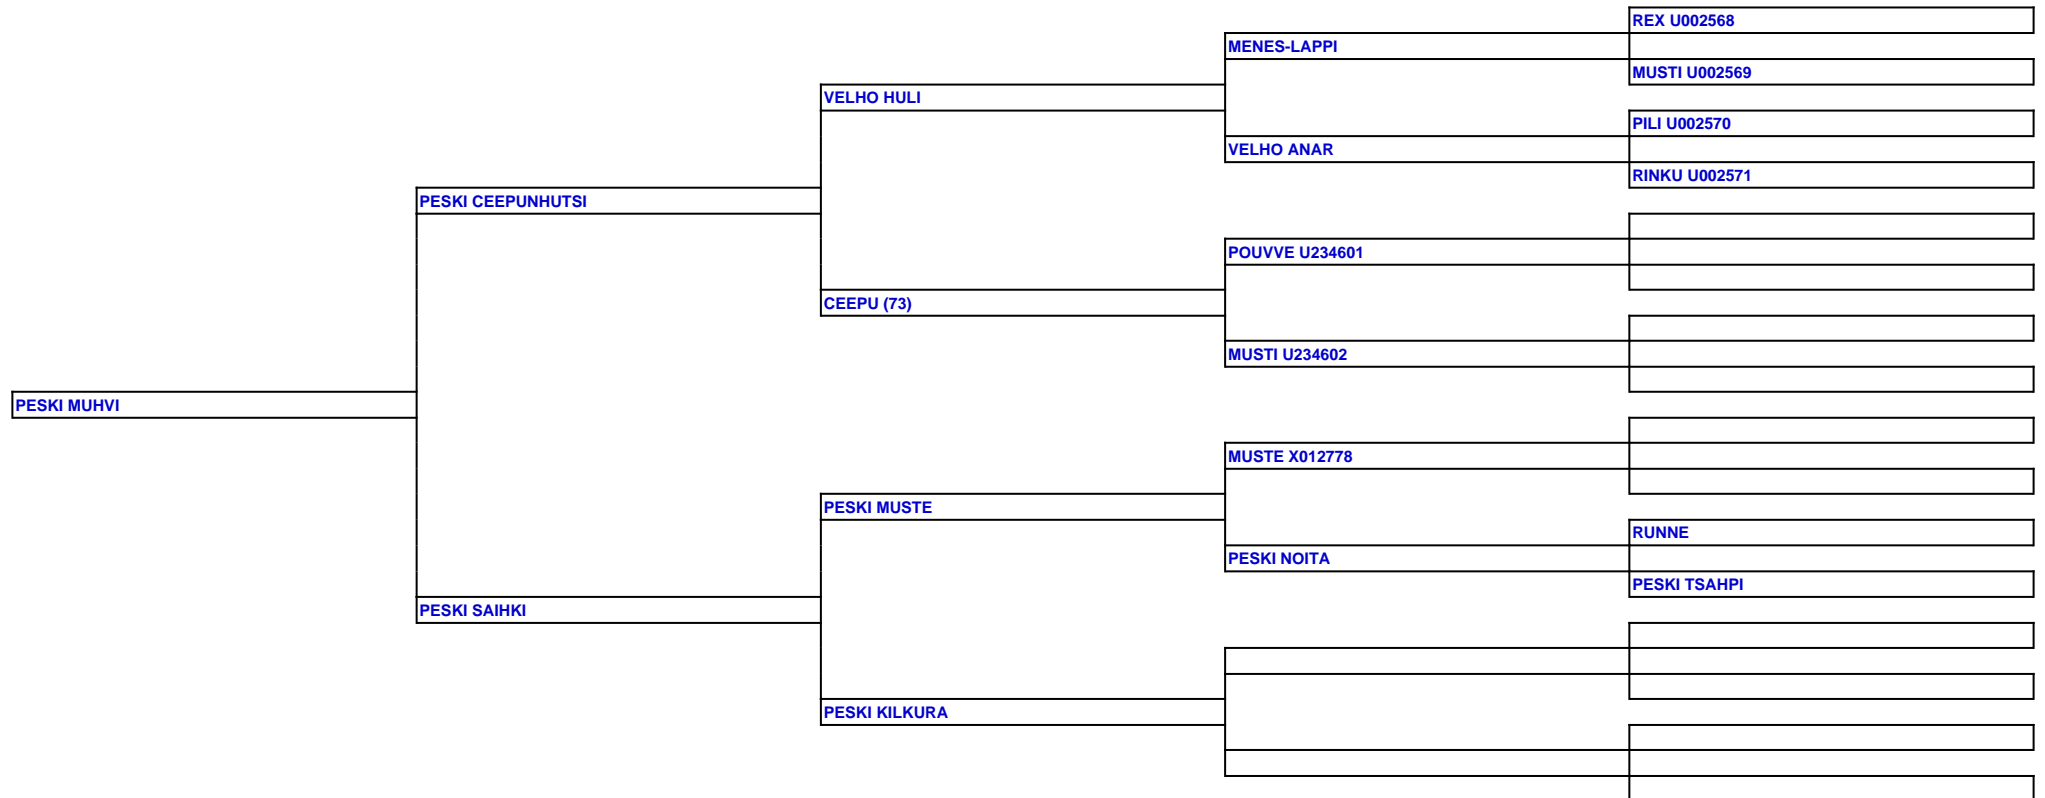 REX U002568
MENES-LAPPI
MUSTI U002569
VELHO HULI
PILI U002570
VELHO ANAR
RINKU U002571
PESKI CEEPUNHUTSI
POUVVE U234601
CEEPU (73)
MUSTI U234602
PESKI MUHVI
MUSTE X012778
PESKI MUSTE
RUNNE
PESKI NOITA
PESKI TSAHPI
PESKI SAIHKI
PESKI KILKURA